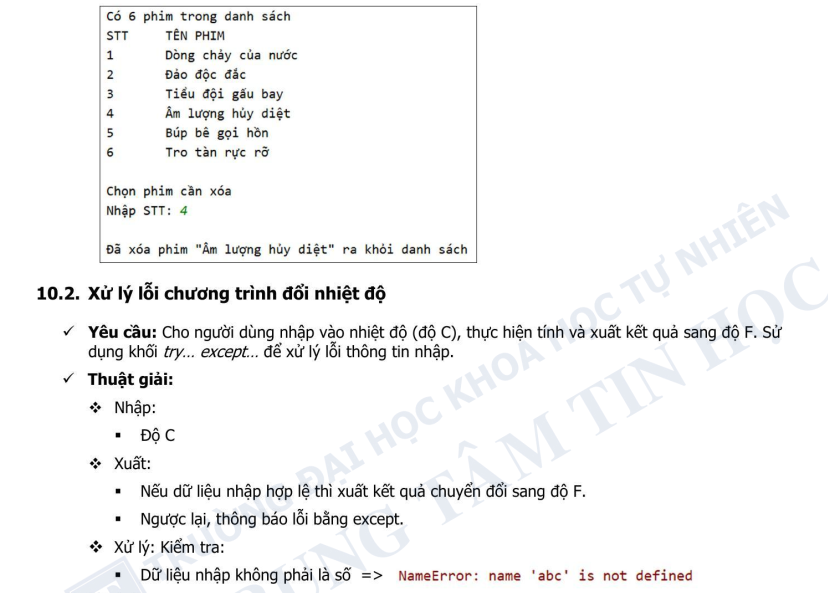 Có 6 phim trong danh sách
STT TÊN PHIM
1 Dòng chảy của nước
2 Đảo độc đắc
3 Tiểu đội gấu bay
4 Âm lượng hủy diệt
5 Búp bê gọi hồn
6 Tro tàn rực rỡ
Chọn phim cần xóa
Nhập STT: 4
Đã xóa phim "Âm lượng hủy diệt" ra khỏi danh sách
10.2. Xử lý lỗi chương trình đổi nhiệt độ
✓ Yêu cầu: Cho người dùng nhập vào nhiệt độ (độ C), thực hiện tính và xuất kết quả sang độ F. Sử
dụng khối try... except... để xử lý lỗi thông tin nhập.
✓ Thuật giải:
❖ Nhập:
▪ Độ C
❖ Xuất:
▪ Nếu dữ liệu nhập hợp lệ thì xuất kết quả chuyển đổi sang độ F.
▪ Ngược lại, thông báo lỗi bằng except.
❖ Xử lý: Kiểm tra:
▪ Dữ liệu nhập không phải là số => NameError: name 'abc' is not defined
TRƯỜNG ĐẠI HỌC KHOA HỌC TỰ NHIÊN
TRUNG TÂM TIN HỌC